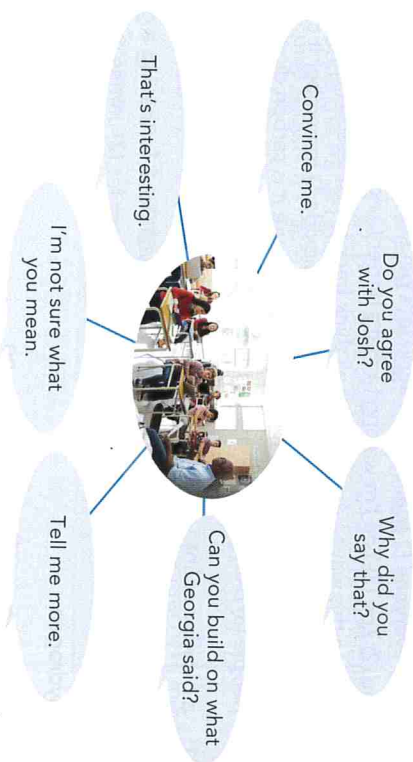 Convince me.
Do you agree
with Josh?
Why did you
say that?
That's interesting.
Can you build on what
Georgia said?
I'm not sure what
you mean.
Tell me more.